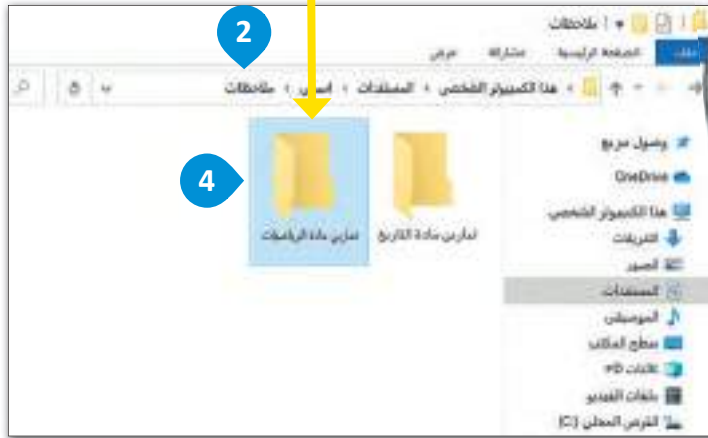 ملاحظات
2
ملف الصفحة الرئيسية مشاركة عرض
هذا الكمبيوتر الشخصي › المستندات › اسمي › ملاحظات
وصول سريع
OneDrive
هذا الكمبيوتر الشخصي
التنزيلات
الصور
المستندات
الموسيقى
سطح المكتب
كائنات 3D
ملفات الفيديو
القرص المحلي (C:)
4
تمارين مادة التاريخ
تمارين مادة الرياضيات